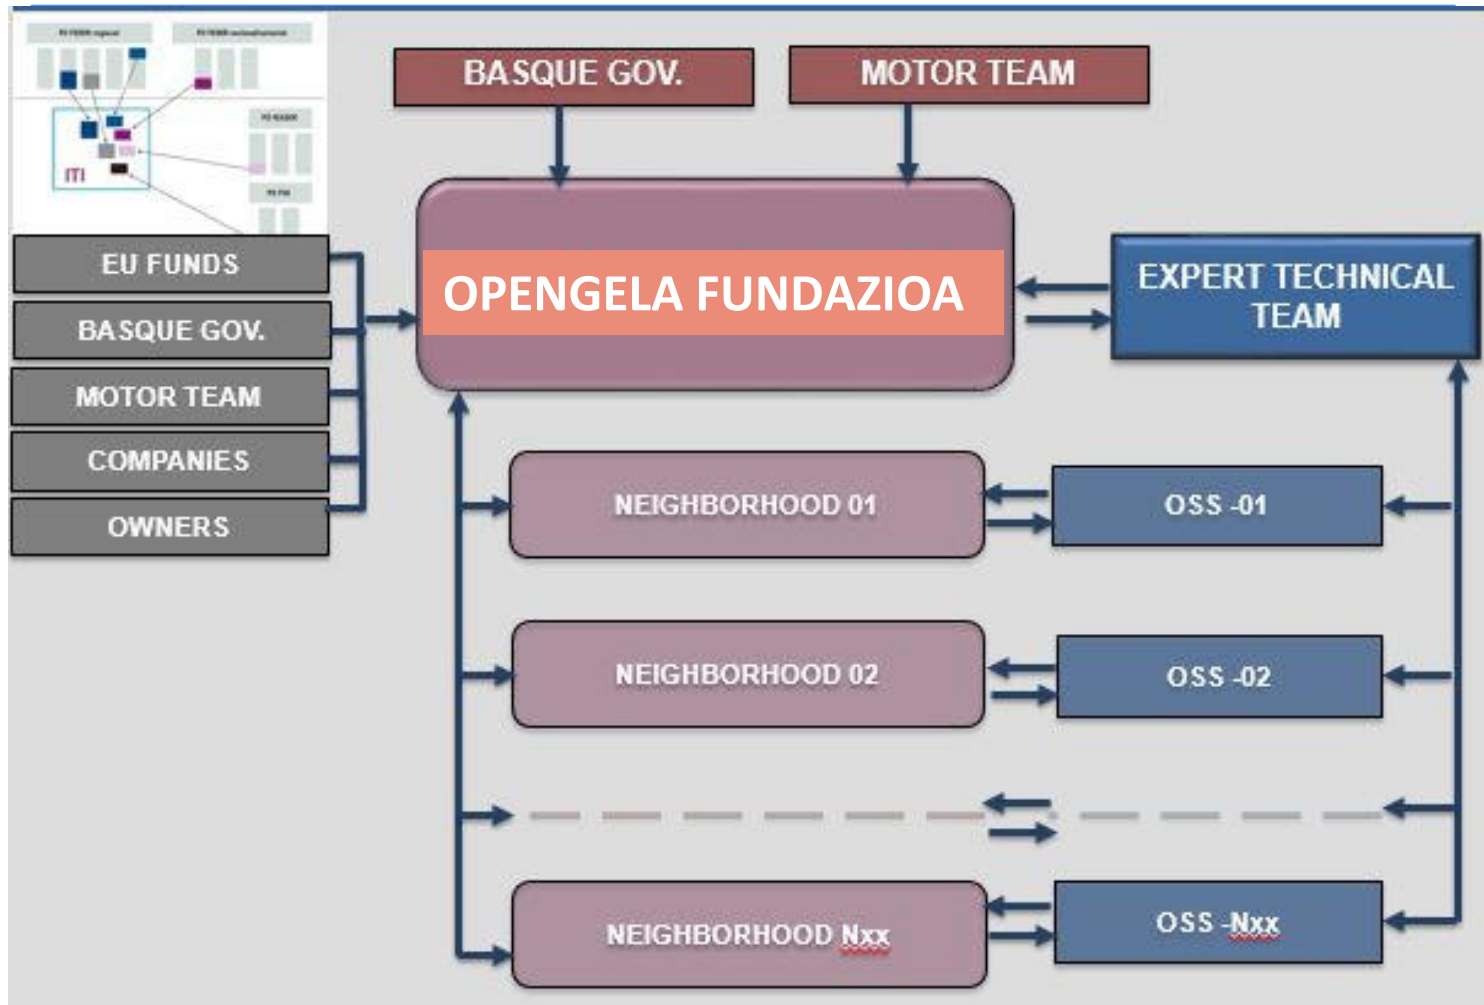 ITI
BASQUE GOV.
MOTOR TEAM
EU FUNDS
BASQUE GOV.
MOTOR TEAM
COMPANIES
OWNERS
OPENGELA FUNDAZIOA
EXPERT TECHNICAL
TEAM
NEIGHBORHOOD 01
OSS -01
NEIGHBORHOOD 02
OSS -02
NEIGHBORHOOD Nxx
OSS -Nxx